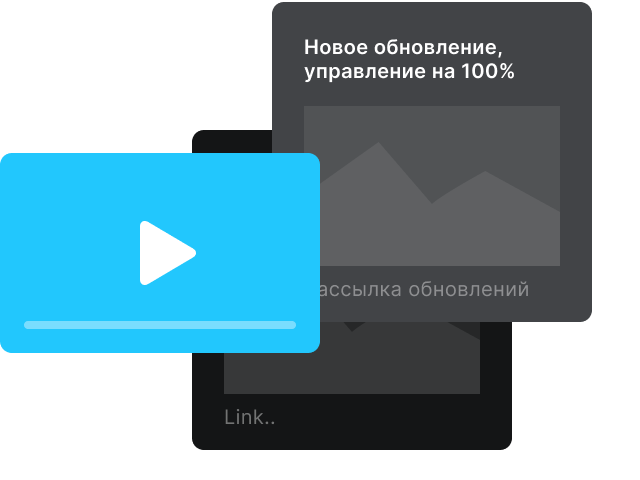 Новое обновление,
управление на 100%
ассылка обновлений
Link..